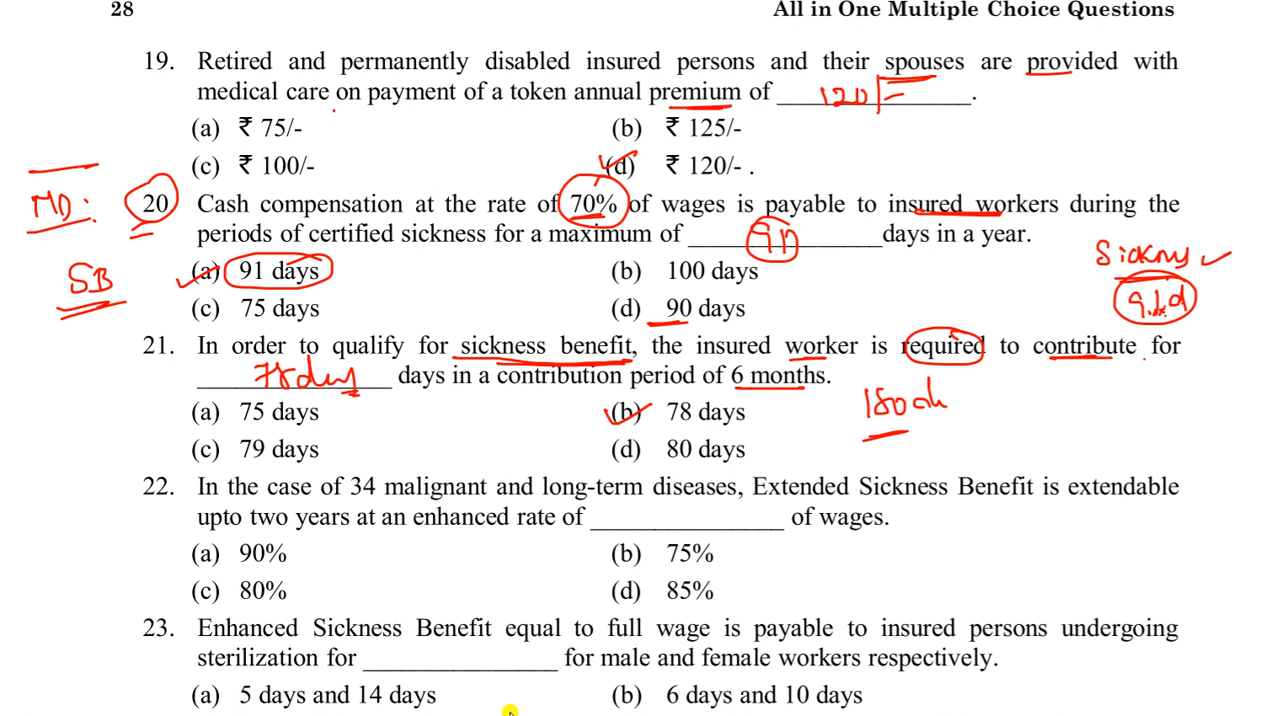 28 All in One Multiple Choice Questions
19. Retired and permanently disabled insured persons and their spouses are provided with
medical care on payment of a token annual premium of 120/= .
(a) ₹ 75/- (b) ₹ 125/-
(c) ₹ 100/- (d) ₹ 120/- .
MD: 20 Cash compensation at the rate of 70% of wages is payable to insured workers during the
periods of certified sickness for a maximum of ______________ days in a year.
SB (a) 91 days (b) 100 days
(c) 75 days (d) 90 days
21. In order to qualify for sickness benefit, the insured worker is required to contribute for
78 days days in a contribution period of 6 months.
(a) 75 days (b) 78 days
(c) 79 days (d) 80 days
22. In the case of 34 malignant and long-term diseases, Extended Sickness Benefit is extendable
upto two years at an enhanced rate of ______________ of wages.
(a) 90% (b) 75%
(c) 80% (d) 85%
23. Enhanced Sickness Benefit equal to full wage is payable to insured persons undergoing
sterilization for ______________ for male and female workers respectively.
(a) 5 days and 14 days (b) 6 days and 10 days